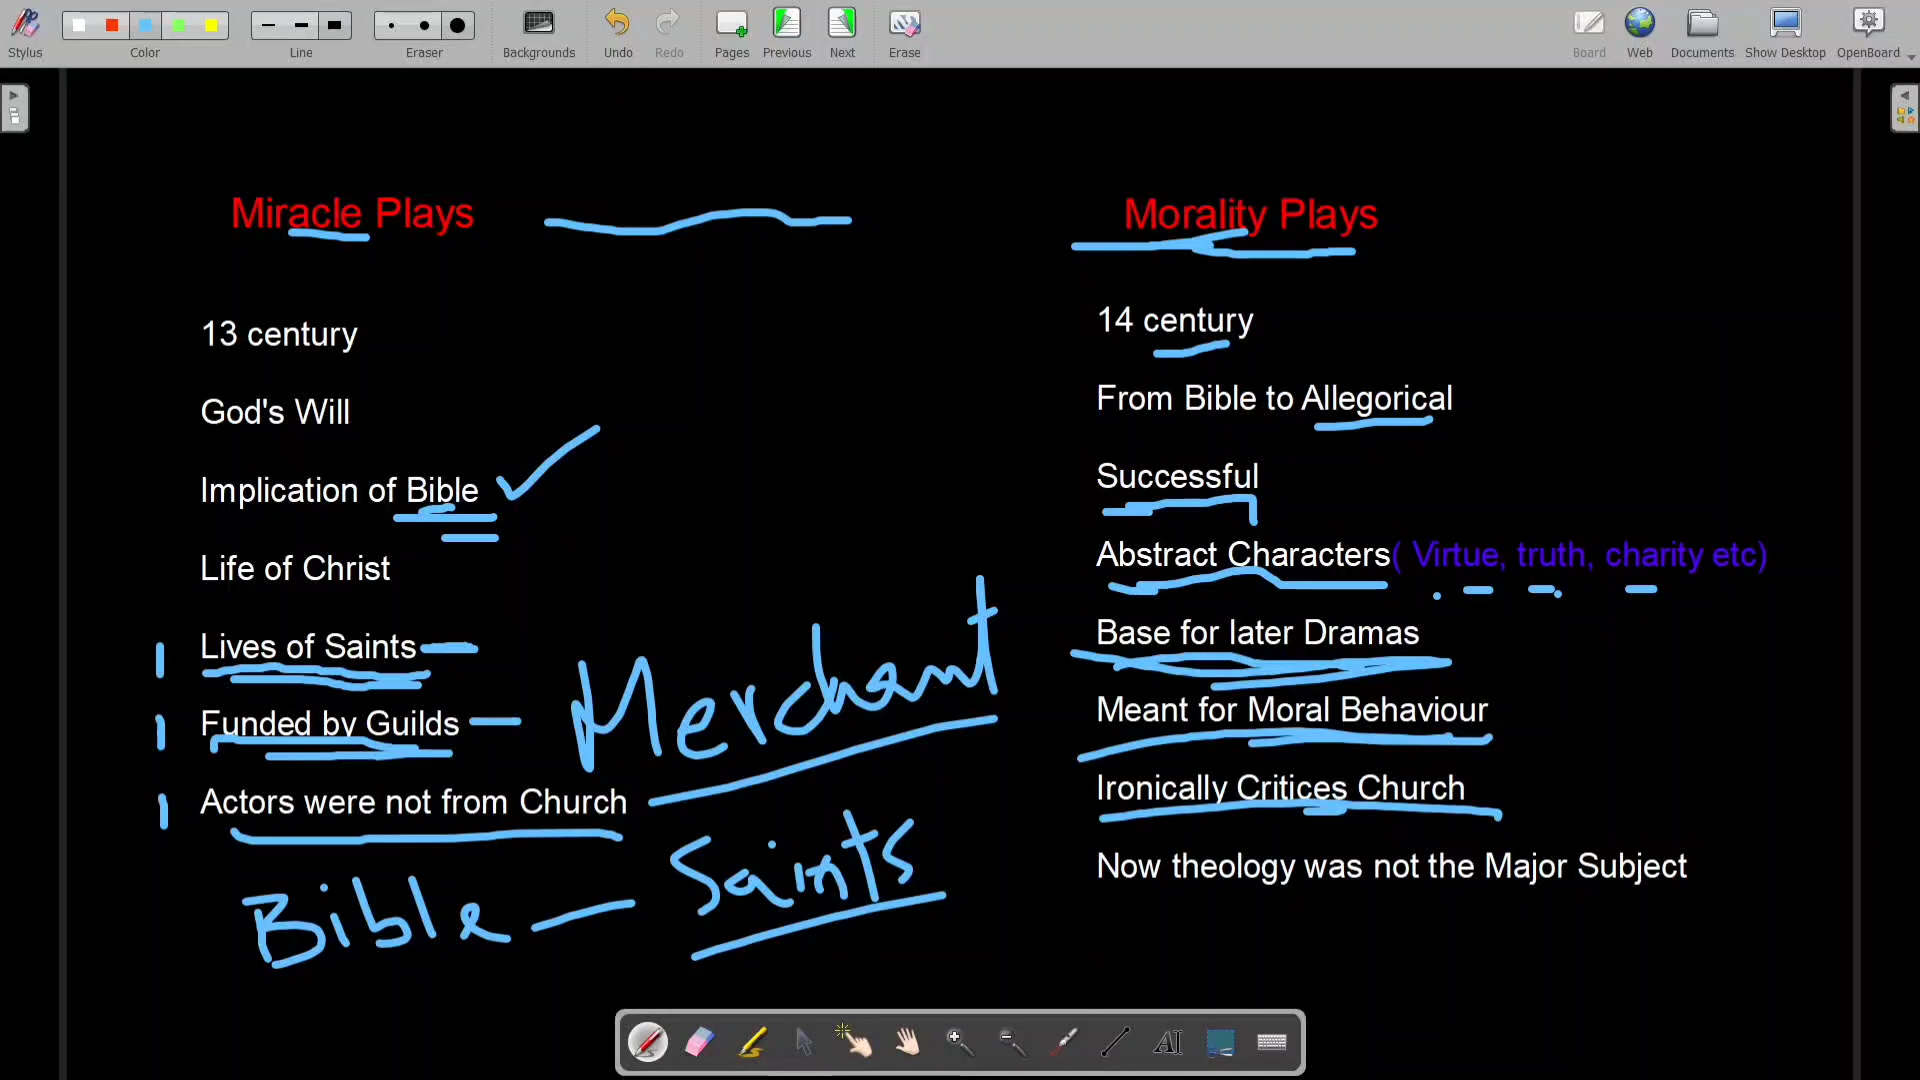 Stylus Color Line Eraser Backgrounds Undo Redo Pages Previous Next Erase Board Web Documents Show Desktop OpenBoard
Miracle Plays
13 century
God's Will
Implication of Bible
Life of Christ
Lives of Saints
Funded by Guilds
Actors were not from Church
Merchant
Bible - Saints
Morality Plays
14 century
From Bible to Allegorical
Successful
Abstract Characters( Virtue, truth, charity etc)
Base for later Dramas
Meant for Moral Behaviour
Ironically Critices Church
Now theology was not the Major Subject
AI